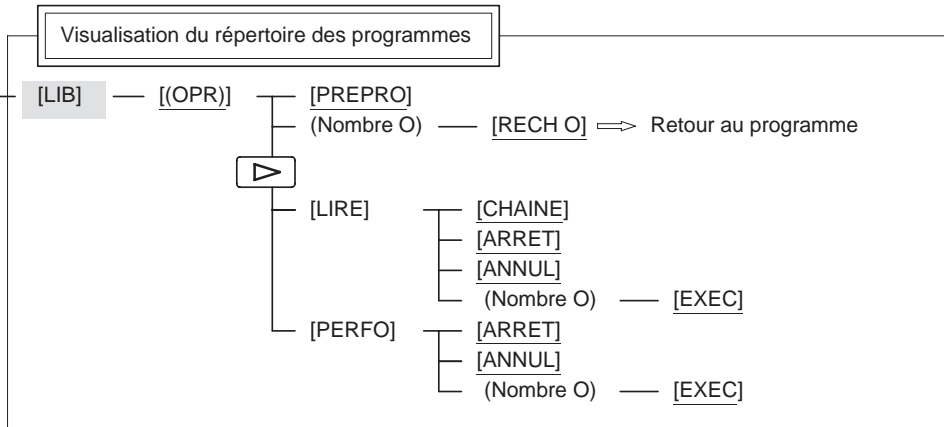 Visualisation du répertoire des programmes
[LIB] [(OPR)] [PREPRO]
(Nombre O) [RECH O] Retour au programme
[LIRE] [CHAINE]
[ARRET]
[ANNUL]
(Nombre O) [EXEC]
[PERFO] [ARRET]
[ANNUL]
(Nombre O) [EXEC]